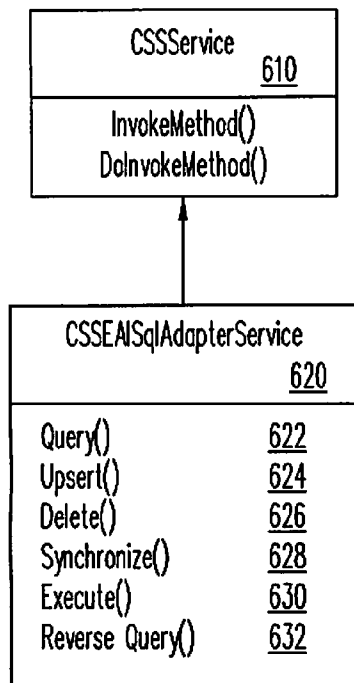 CSSService
610
InvokeMethod()
DoInvokeMethod()
CSSEAISqlAdapterService
620
Query() 622
Upsert() 624
Delete() 626
Synchronize() 628
Execute() 630
Reverse Query() 632